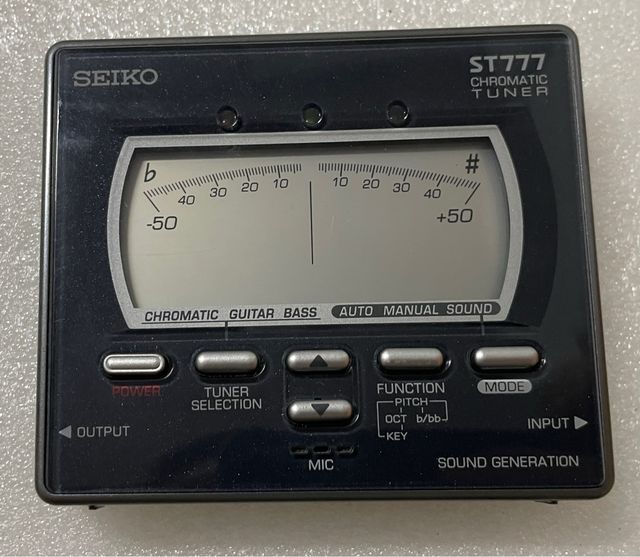 SEIKO
ST777
CHROMATIC
TUNER
b #
40 30 20 10 10 20 30 40
-50 +50
CHROMATIC GUITAR BASS AUTO MANUAL SOUND
POWER
TUNER
SELECTION
▲
▼
FUNCTION
PITCH
OCT b/bb
KEY
MODE
◀ OUTPUT
INPUT ▶
MIC
SOUND GENERATION